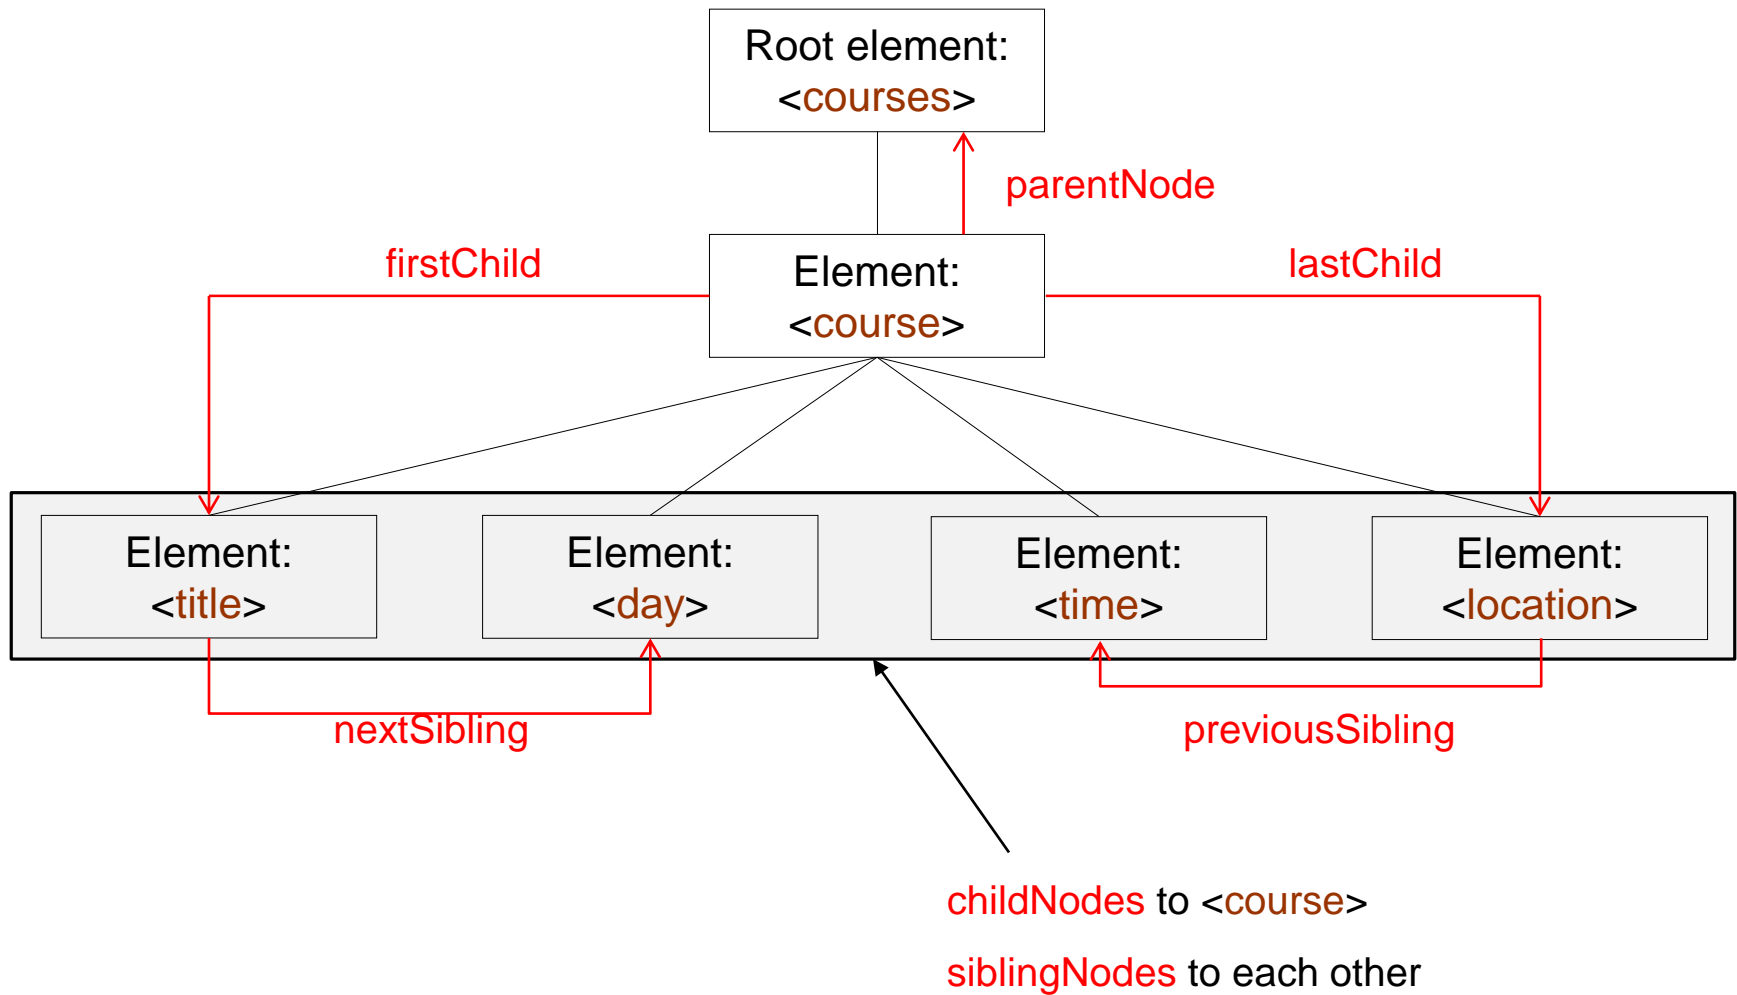 Root element:
<courses>
parentNode
firstChild
lastChild
Element:
<course>
Element:
<title>
Element:
<day>
Element:
<time>
Element:
<location>
nextSibling
previousSibling
childNodes to <course>
siblingNodes to each other